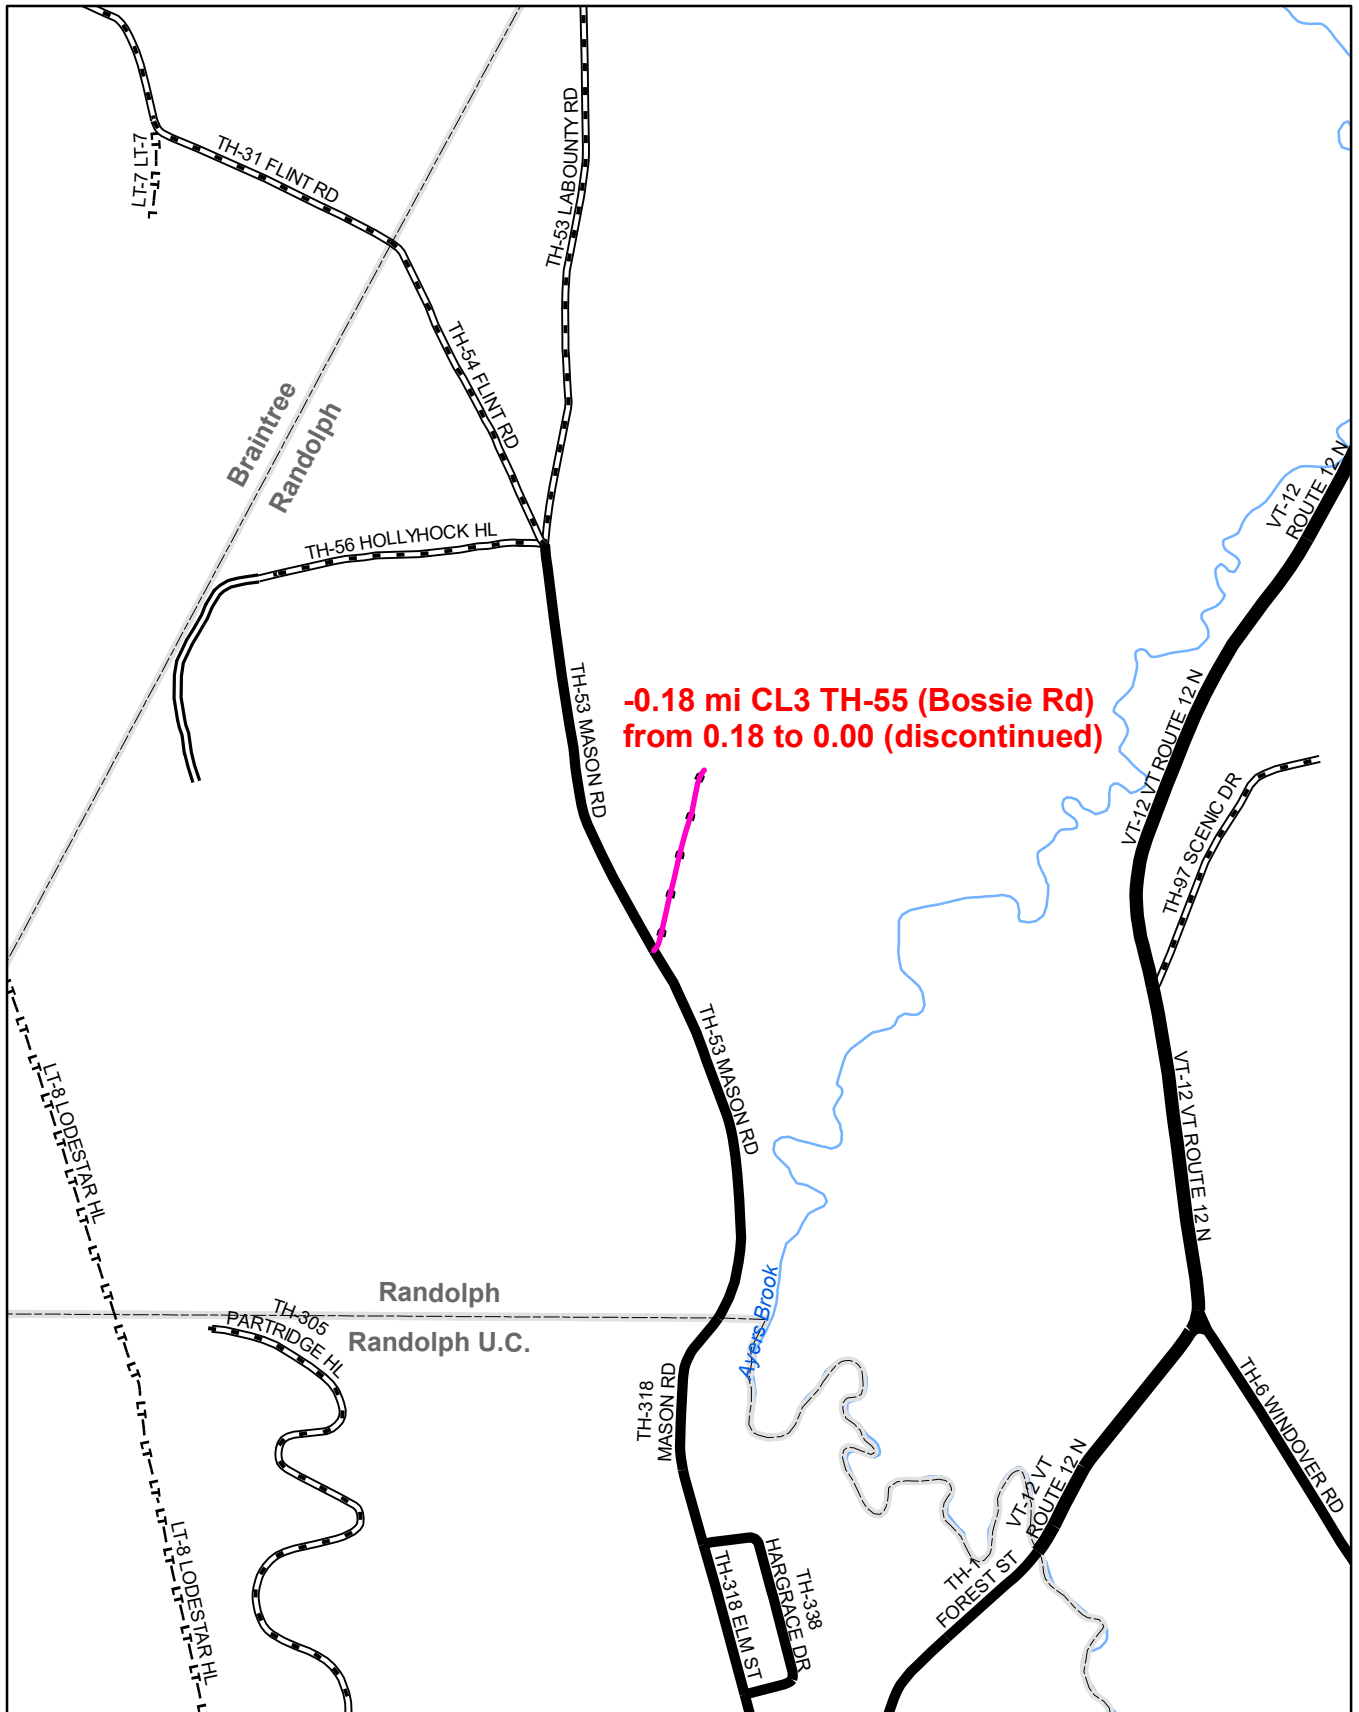 TH-31 FLINT RD
LT-7 LT-7
TH-53 LABOUNTY RD
TH-54 FLINT RD
Braintree
Randolph
TH-56 HOLLYHOCK HL
VT-12
ROUTE 12 N
TH-53 MASON RD
-0.18 mi CL3 TH-55 (Bossie Rd)
from 0.18 to 0.00 (discontinued)
VT-12 VT ROUTE 12 N
TH-97 SCENIC DR
TH-53 MASON RD
LT-8 LODESTAR HL
VT-12 VT ROUTE 12 N
Ayers Brook
Randolph
Randolph U.C.
TH-305
PARTRIDGE HL
TH-318
MASON RD
TH-6 WINDOVER RD
VT-12 VT
ROUTE 12 N
LT-8 LODESTAR HL
TH-1
FOREST ST
TH-338
HARGRACE DR
TH-318 ELM ST